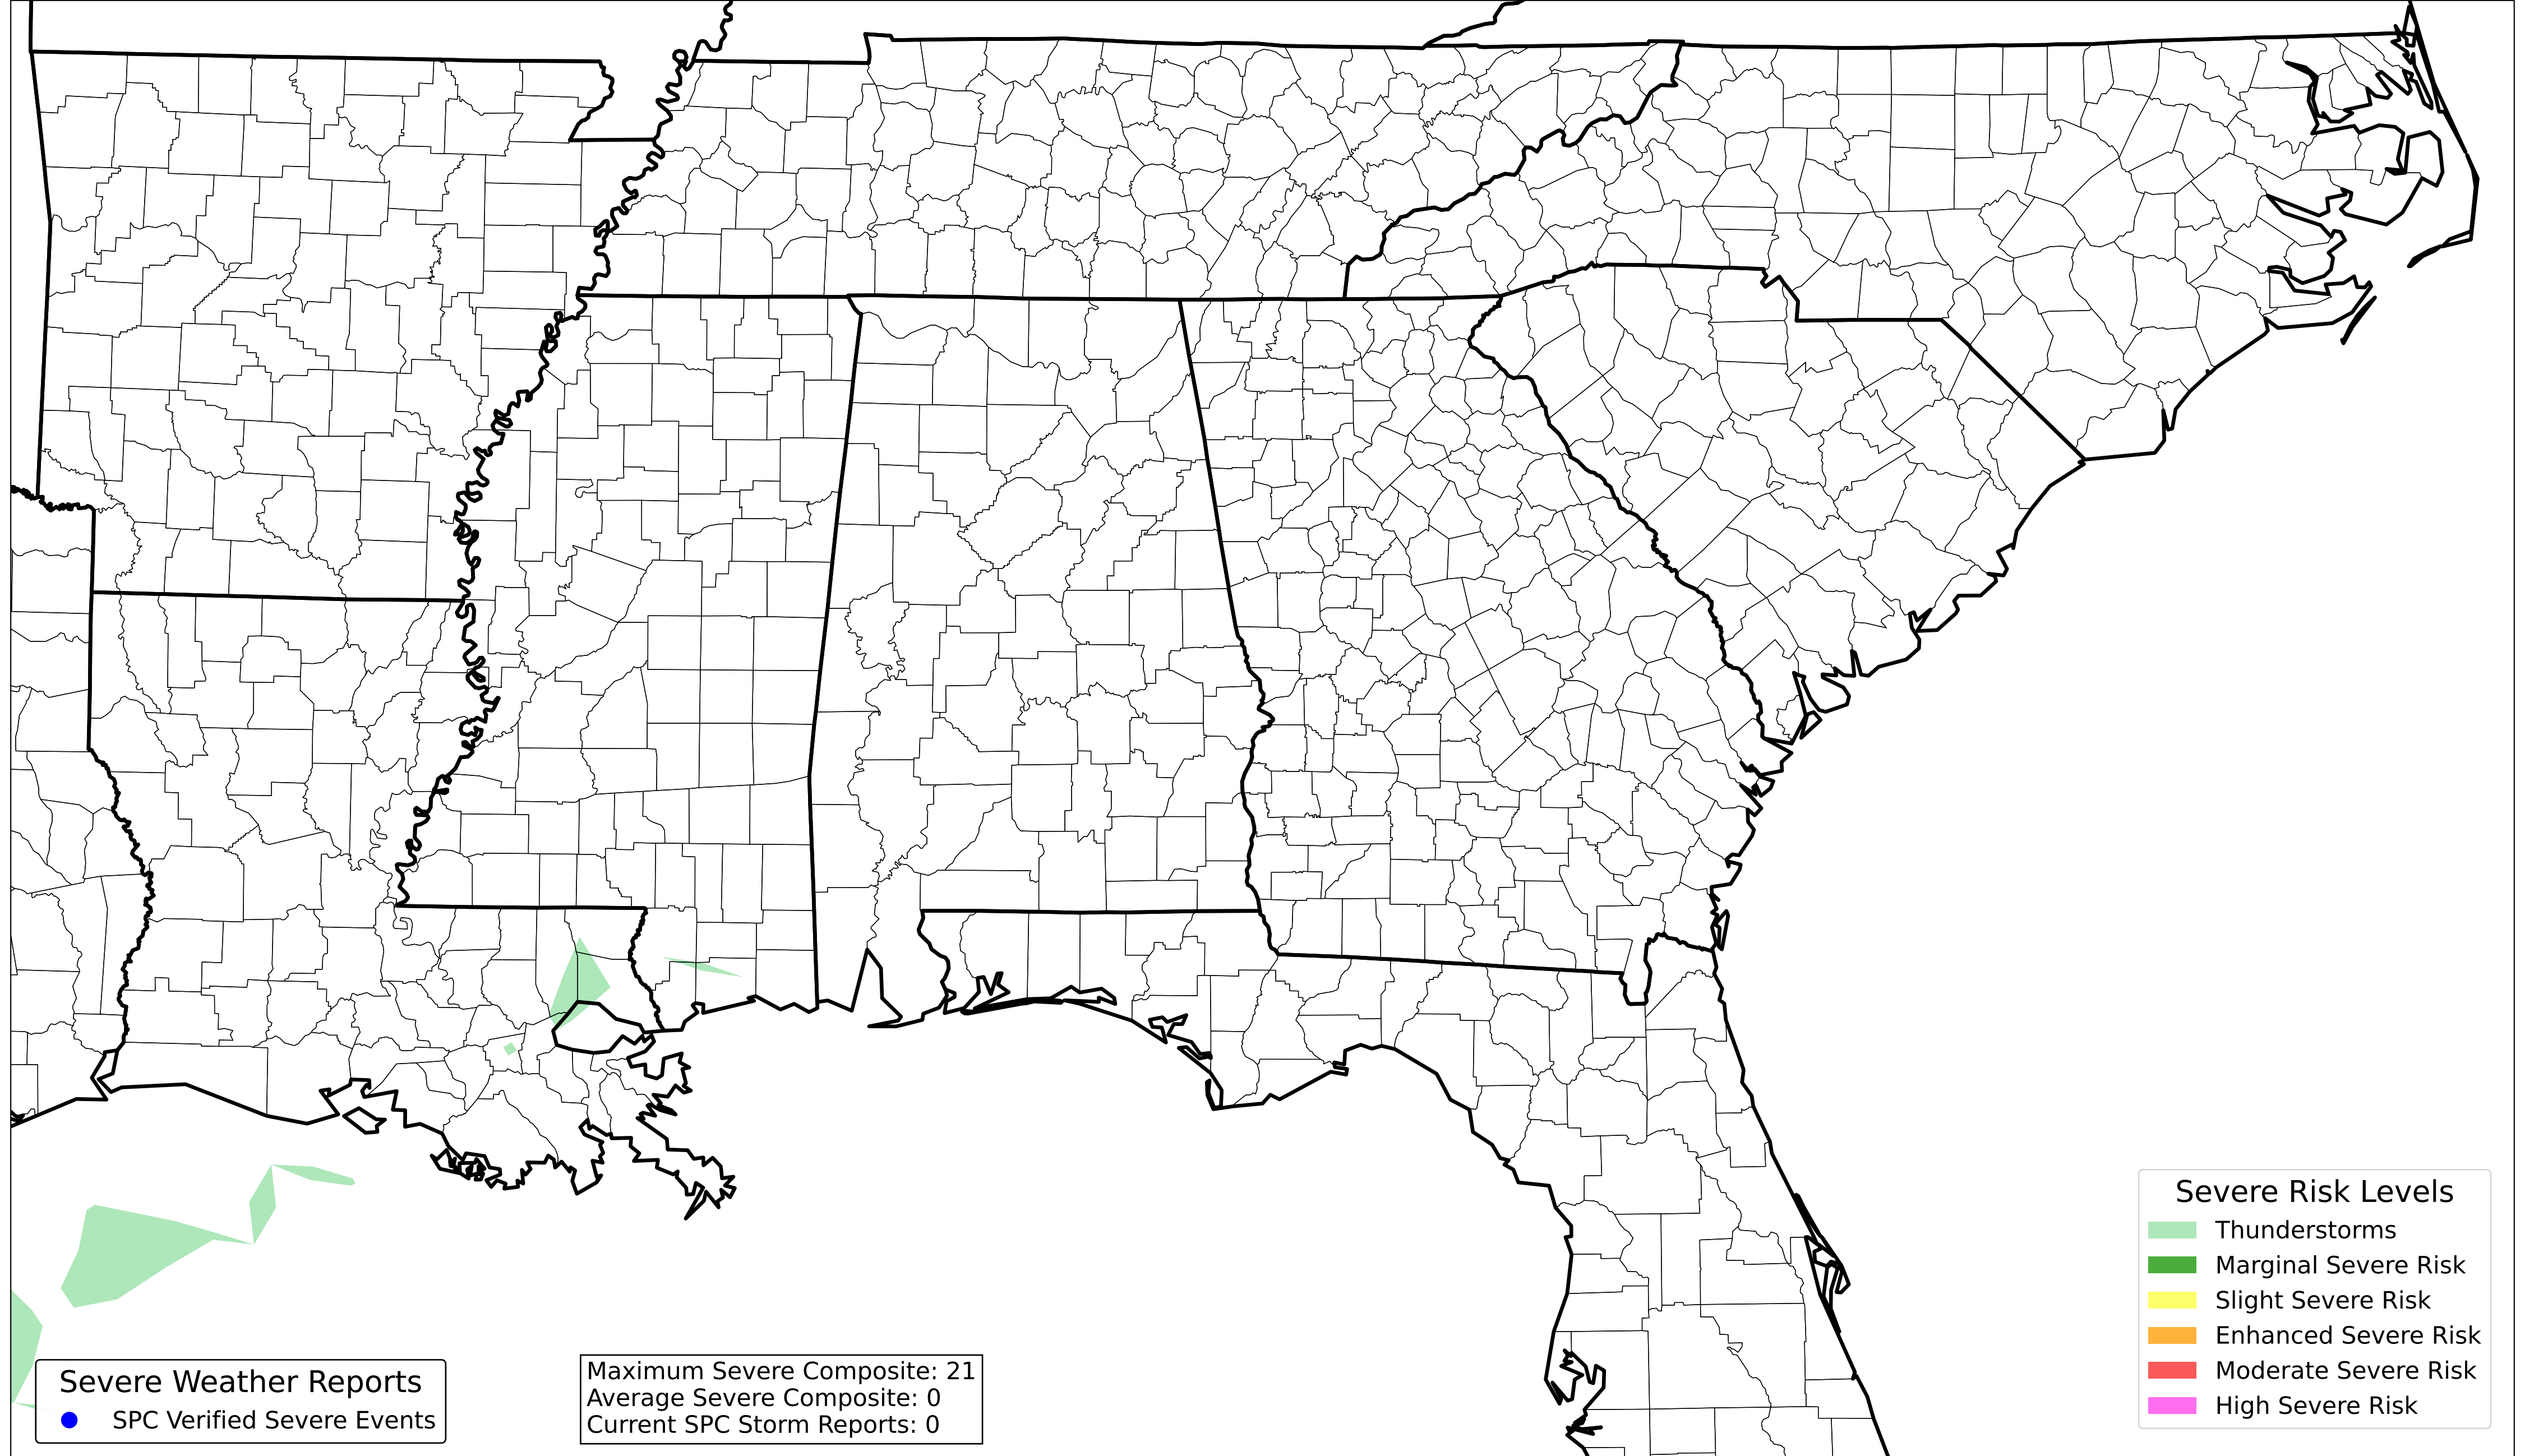 Severe Risk Levels
Thunderstorms
Marginal Severe Risk
Slight Severe Risk
Enhanced Severe Risk
Moderate Severe Risk
High Severe Risk
Severe Weather Reports
SPC Verified Severe Events
Maximum Severe Composite: 21
Average Severe Composite: 0
Current SPC Storm Reports: 0